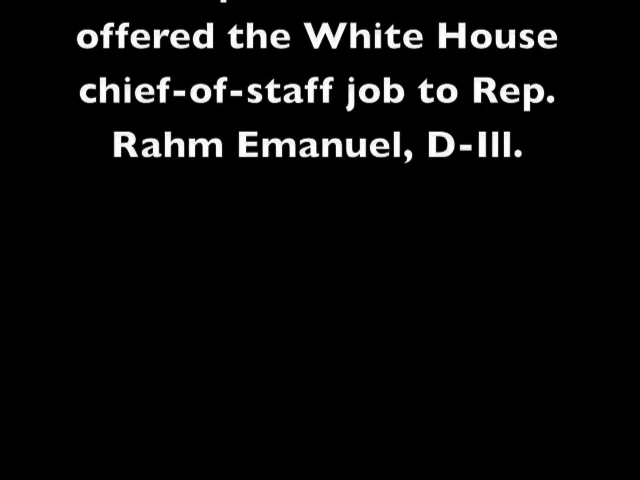 offered the White House
chief-of-staff job to Rep.
Rahm Emanuel, D-Ill.